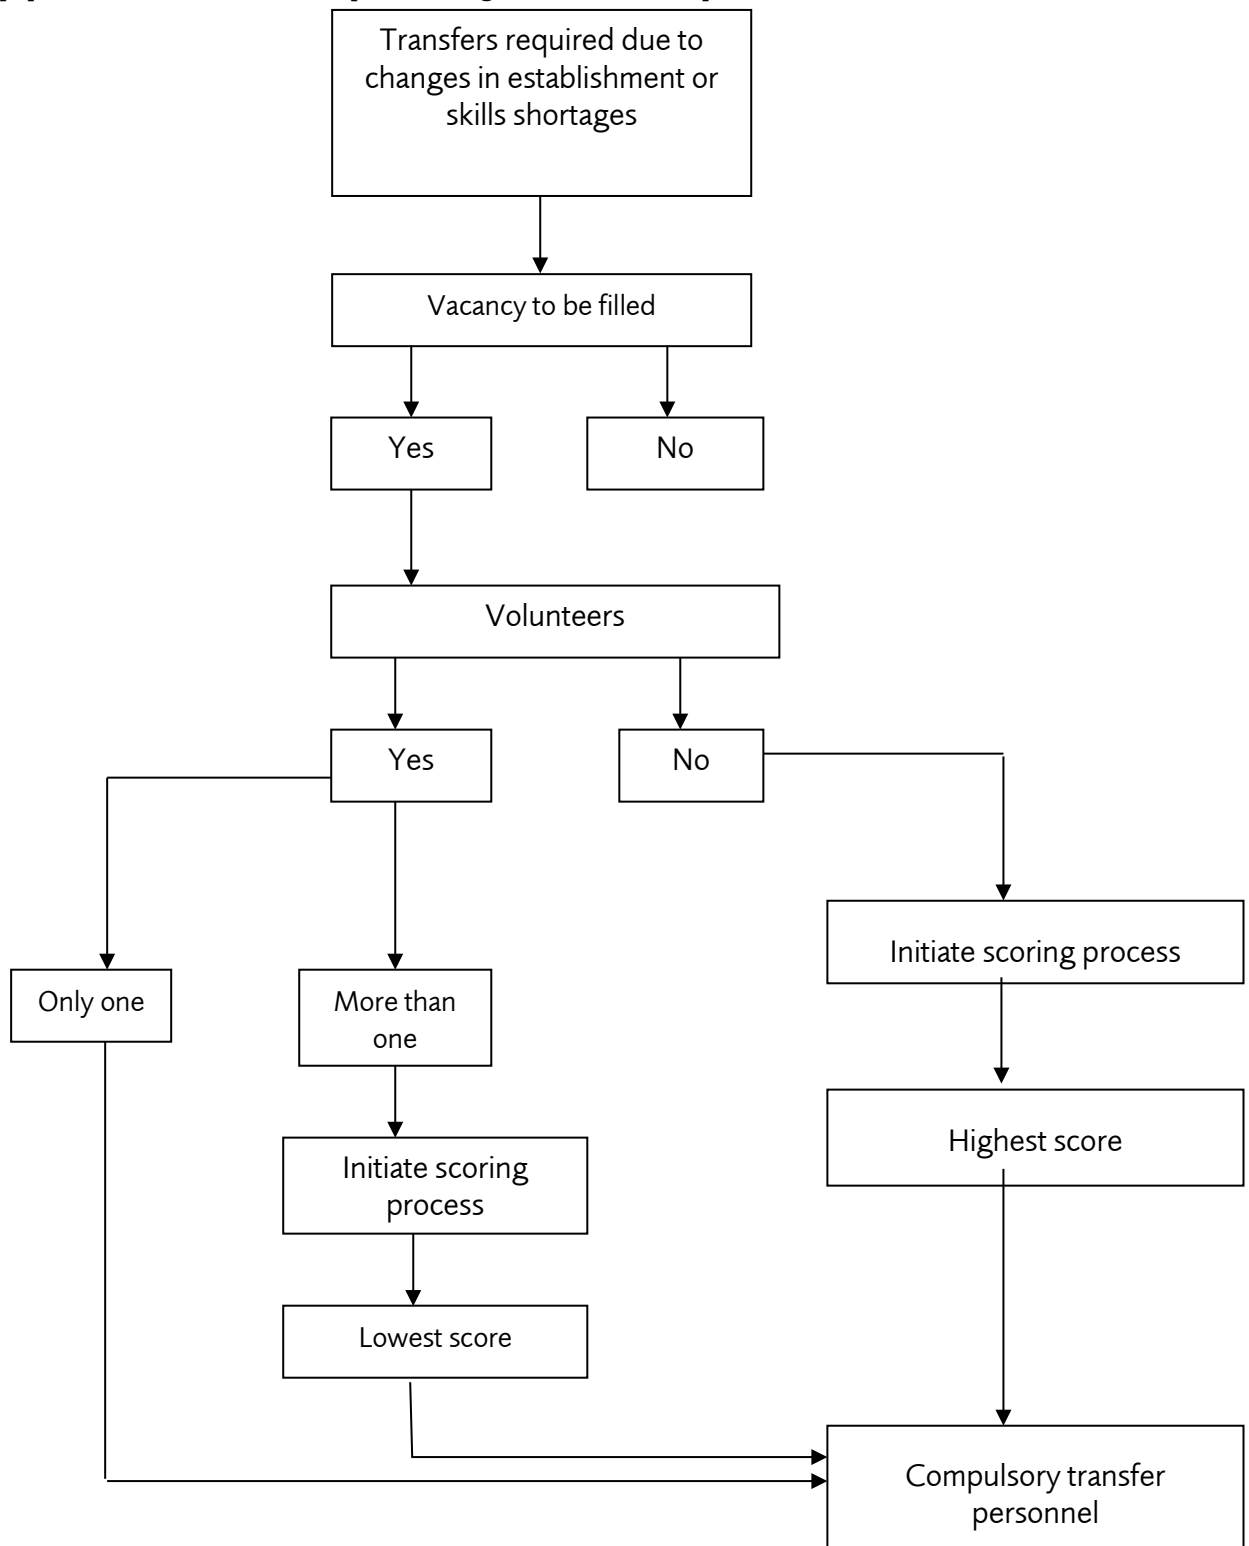 Transfers required due to
changes in establishment or
skills shortages
Vacancy to be filled
Yes
No
Volunteers
Yes
No
Initiate scoring process
Only one
More than
one
Highest score
Initiate scoring
process
Lowest score
Compulsory transfer
personnel